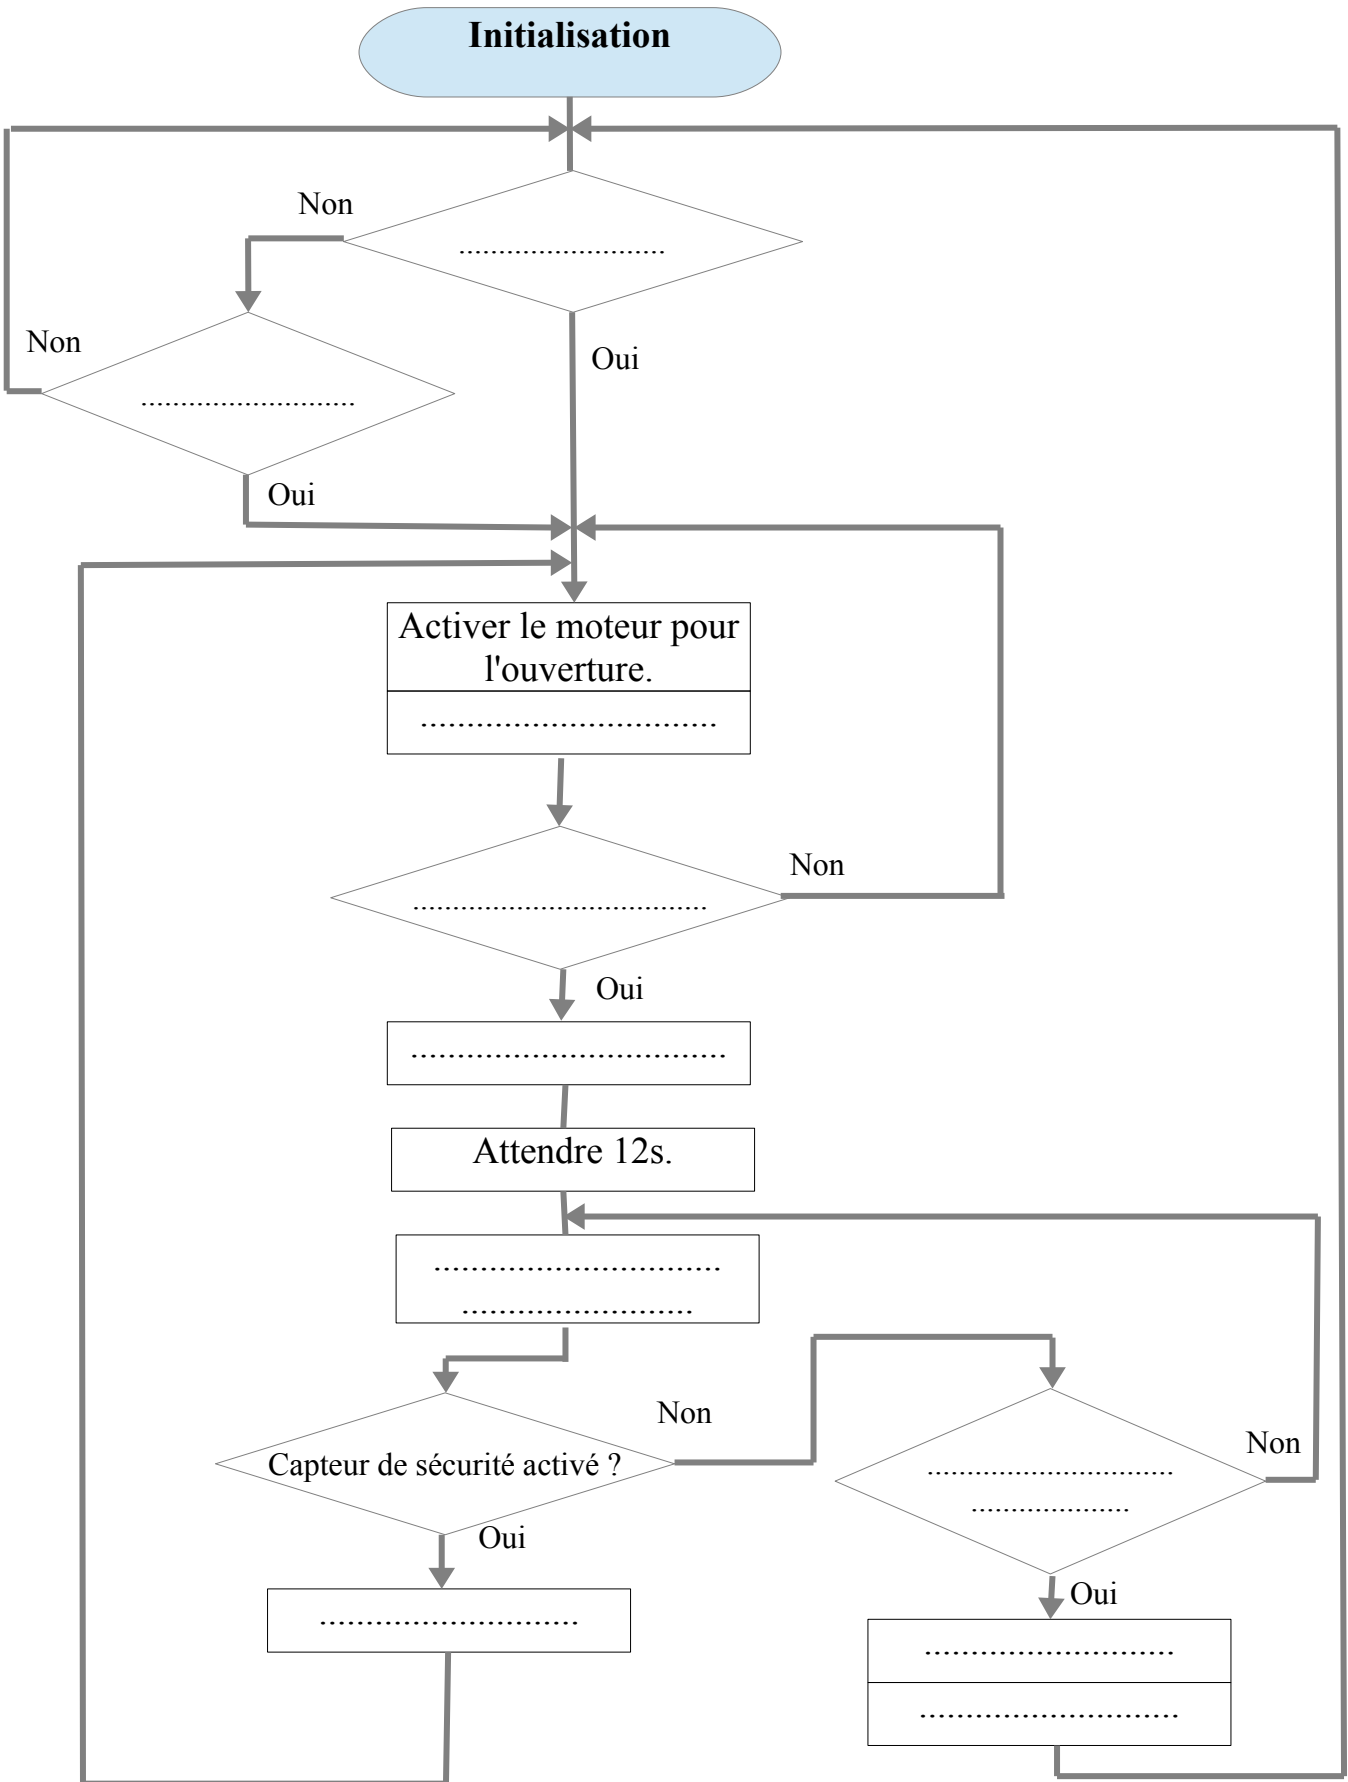 Initialisation
Non
..........................
Non
Oui
...........................
Oui
Activer le moteur pour
l'ouverture.
................................
Non
.....................................
Oui
..................................
Attendre 12s.
...............................
.........................
Non
Non
Capteur de sécurité activé ?
...............................
....................
Oui
Oui
............................
...........................
............................